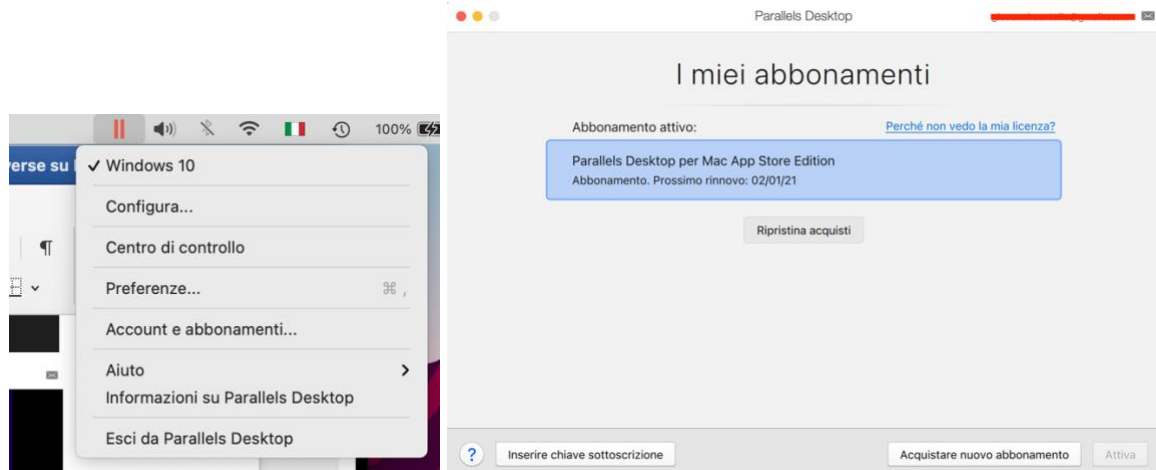 100%
erse su
✓ Windows 10
Configura...
Centro di controllo
¶
Preferenze... ⌘ ,
Account e abbonamenti...
Aiuto >
Informazioni su Parallels Desktop
Esci da Parallels Desktop
Parallels Desktop
I miei abbonamenti
Abbonamento attivo: Perché non vedo la mia licenza?
Parallels Desktop per Mac App Store Edition
Abbonamento. Prossimo rinnovo: 02/01/21
Ripristina acquisti
? Inserire chiave sottoscrizione Acquistare nuovo abbonamento Attiva